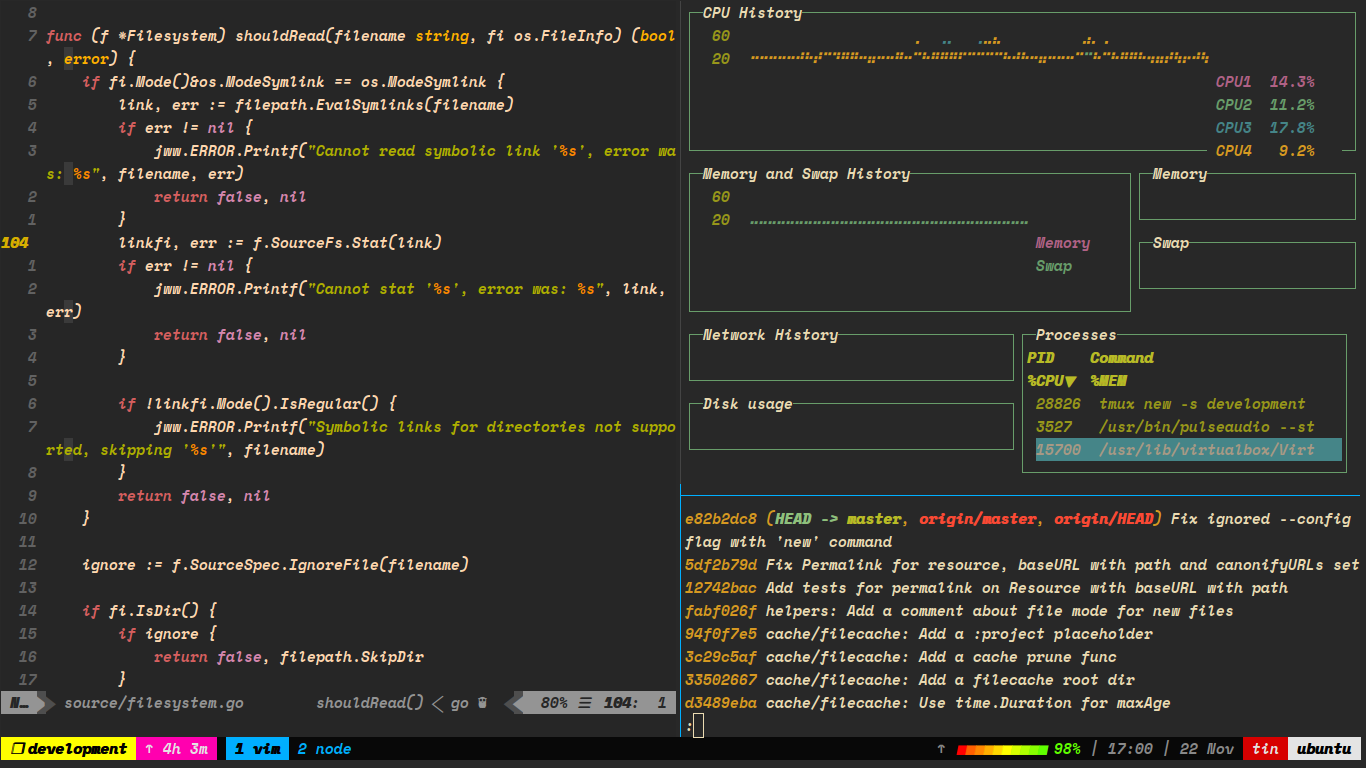 8
7 func (f *Filesystem) shouldRead(filename string, fi os.FileInfo) (bool
, error) {
6 if fi.Mode()&os.ModeSymlink == os.ModeSymlink {
5 link, err := filepath.EvalSymlinks(filename)
4 if err != nil {
3 jww.ERROR.Printf("Cannot read symbolic link '%s', error wa
s: %s", filename, err)
2 return false, nil
1 }
104 linkfi, err := f.SourceFs.Stat(link)
1 if err != nil {
2 jww.ERROR.Printf("Cannot stat '%s', error was: %s", link,
err)
3 return false, nil
4 }
5
6 if !linkfi.Mode().IsRegular() {
7 jww.ERROR.Printf("Symbolic links for directories not suppo
rted, skipping '%s'", filename)
8 }
9 return false, nil
10 }
11
12 ignore := f.SourceSpec.IgnoreFile(filename)
13
14 if fi.IsDir() {
15 if ignore {
16 return false, filepath.SkipDir
17 }
N… source/filesystem.go shouldRead() < go 80% ☰ 104: 1
CPU History
60
20
CPU1 14.3%
CPU2 11.2%
CPU3 17.8%
CPU4 9.2%
Memory and Swap History
60
20
Memory
Swap
Memory
Swap
Network History
Disk usage
Processes
PID Command
%CPU▼ %MEM
28826 tmux new -s development
3527 /usr/bin/pulseaudio --st
15700 /usr/lib/virtualbox/Virt
e82b2dc8 (HEAD -> master, origin/master, origin/HEAD) Fix ignored --config
flag with 'new' command
5df2b79d Fix Permalink for resource, baseURL with path and canonifyURLs set
12742bac Add tests for permalink on Resource with baseURL with path
fabf026f helpers: Add a comment about file mode for new files
94f0f7e5 cache/filecache: Add a :project placeholder
3c29c5af cache/filecache: Add a cache prune func
33502667 cache/filecache: Add a filecache root dir
d3489eba cache/filecache: Use time.Duration for maxAge
:
❐ development ↑ 4h 3m 1 vim 2 node ↑ 98% | 17:00 | 22 Nov tin ubuntu